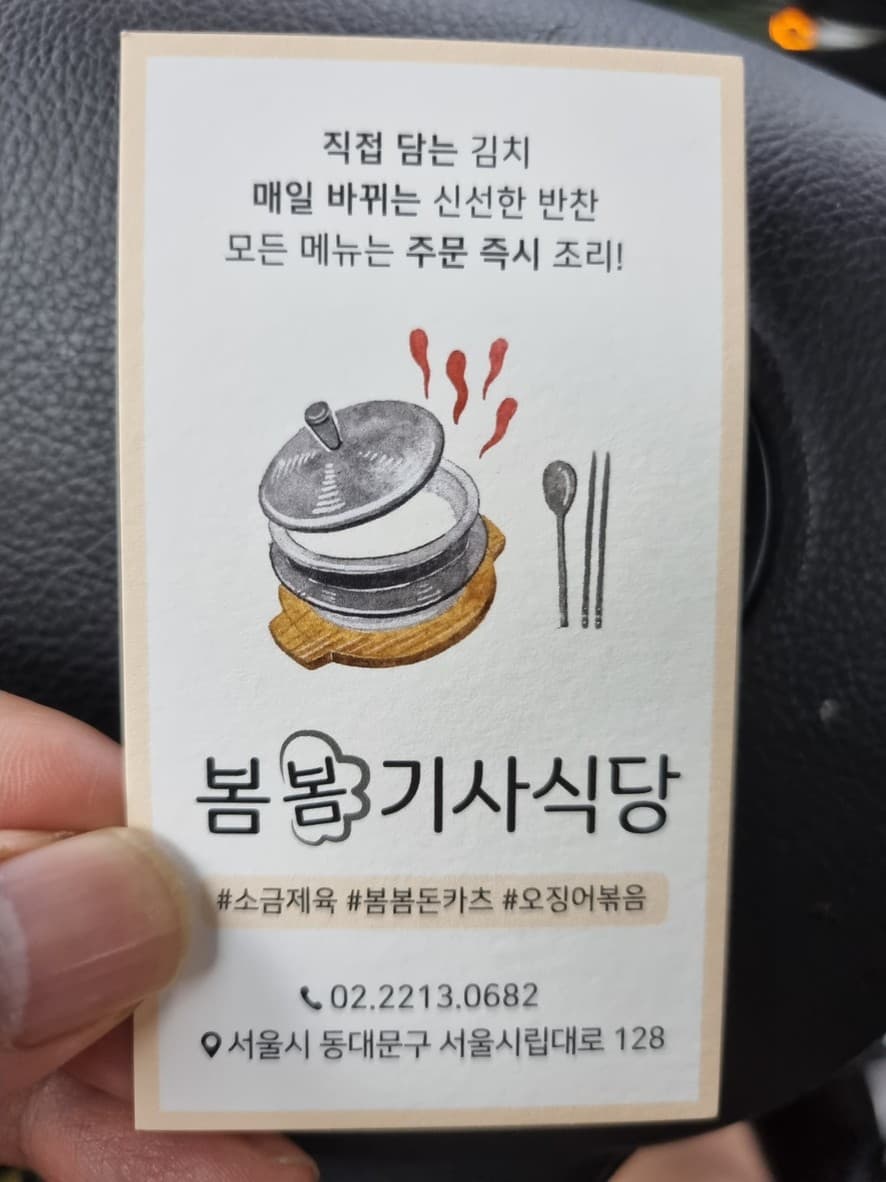 직접 담는 김치
매일 바뀌는 신선한 반찬
모든 메뉴는 주문 즉시 조리!
봄봄기사식당
#소금제육 #봄봄돈카츠 #오징어볶음
02.2213.0682
서울시 동대문구 서울시립대로 128